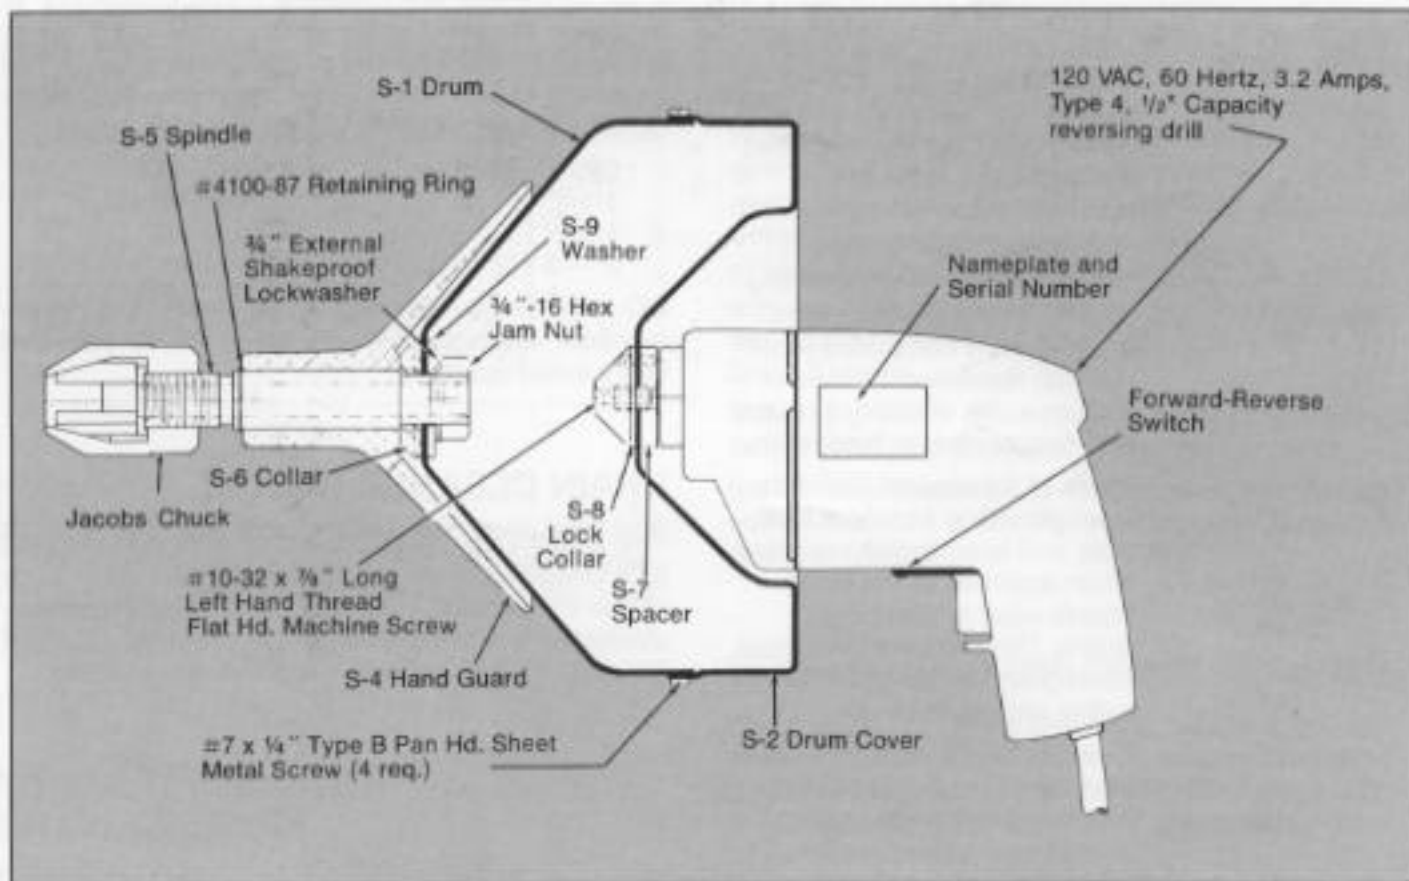 S-1 Drum
120 VAC, 60 Hertz, 3.2 Amps,
Type 4, 1/2" Capacity
reversing drill
S-5 Spindle
#4100-87 Retaining Ring
¾" External
Shakeproof
Lockwasher
S-9
Washer
¾"-16 Hex
Jam Nut
Nameplate and
Serial Number
Forward-Reverse
Switch
S-6 Collar
Jacobs Chuck
S-8
Lock
Collar
#10-32 x ⅞" Long
Left Hand Thread
Flat Hd. Machine Screw
S-7
Spacer
S-4 Hand Guard
#7 x ¼" Type B Pan Hd. Sheet
Metal Screw (4 req.)
S-2 Drum Cover